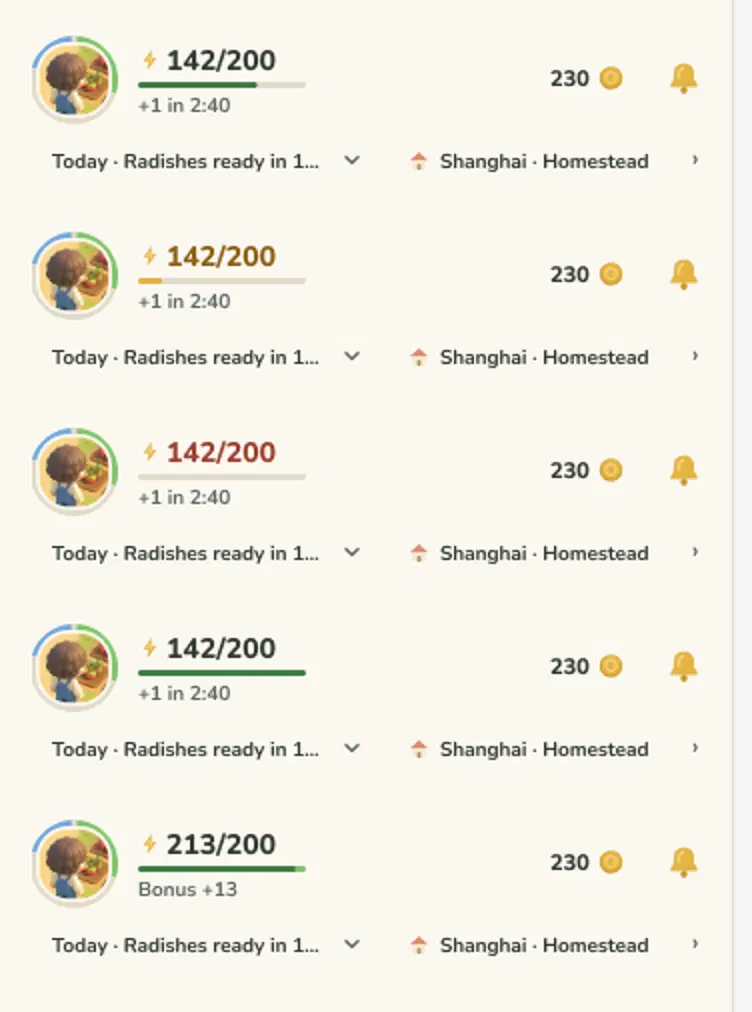 142/200
230
+1 in 2:40
Today · Radishes ready in 1... Shanghai · Homestead
142/200
230
+1 in 2:40
Today · Radishes ready in 1... Shanghai · Homestead
142/200
230
+1 in 2:40
Today · Radishes ready in 1... Shanghai · Homestead
142/200
230
+1 in 2:40
Today · Radishes ready in 1... Shanghai · Homestead
213/200
230
Bonus +13
Today · Radishes ready in 1... Shanghai · Homestead